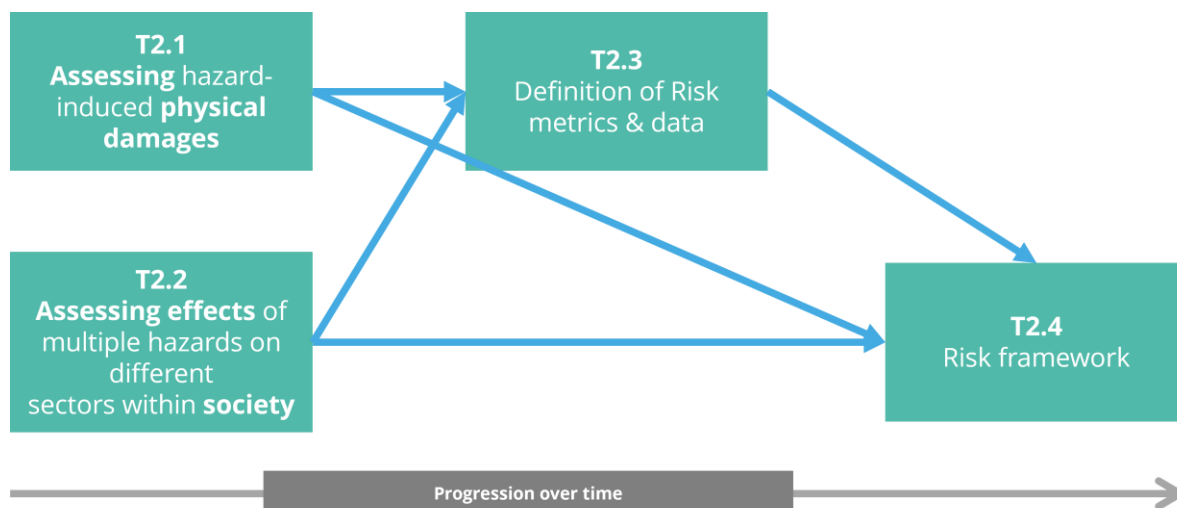 T2.1
Assessing hazard-
induced physical
damages
T2.3
Definition of Risk
metrics & data
T2.2
Assessing effects of
multiple hazards on
different
sectors within society
T2.4
Risk framework
Progression over time